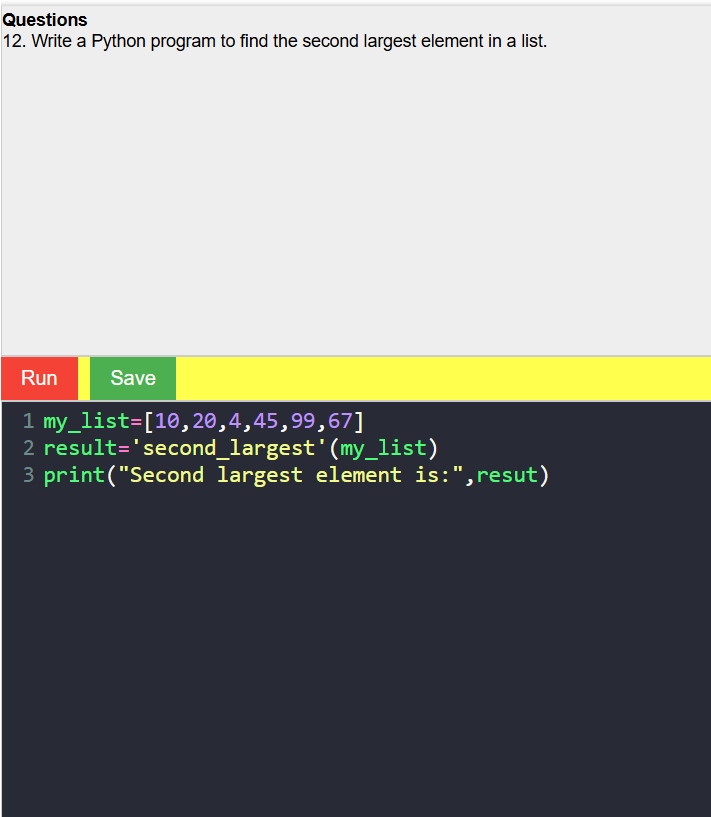 Questions
12. Write a Python program to find the second largest element in a list.
Run Save
1 my_list=[10,20,4,45,99,67]
2 result='second_largest'(my_list)
3 print("Second largest element is:",resut)